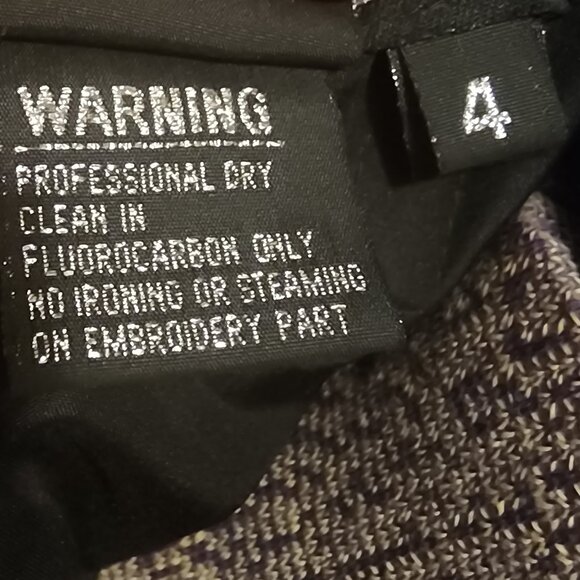 WARNING
PROFESSIONAL DRY
CLEAN IN
FLUOROCARBON ONLY
NO IRONING OR STEAMING
ON EMBROIDERY PART
4